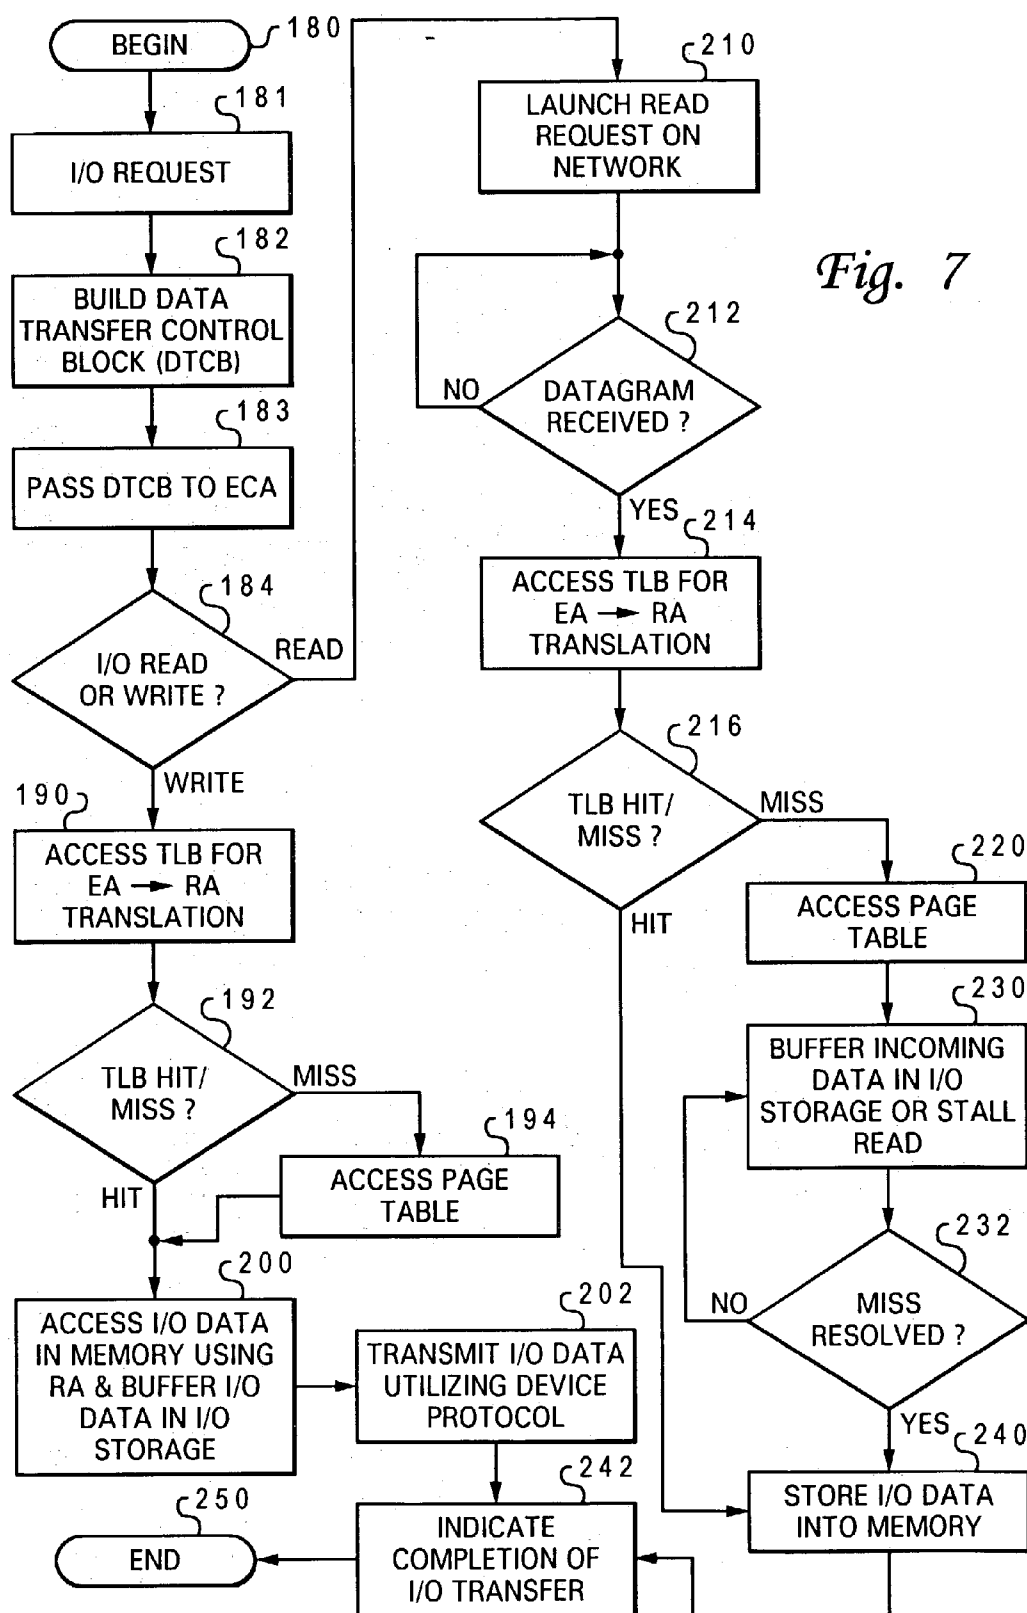 BEGIN
180
181
I/O REQUEST
182
BUILD DATA
TRANSFER CONTROL
BLOCK (DTCB)
183
PASS DTCB TO ECA
184
I/O READ
OR WRITE ?
READ
WRITE
190
ACCESS TLB FOR
EA → RA
TRANSLATION
192
TLB HIT/
MISS ?
MISS
HIT
194
ACCESS PAGE
TABLE
200
ACCESS I/O DATA
IN MEMORY USING
RA & BUFFER I/O
DATA IN I/O
STORAGE
202
TRANSMIT I/O DATA
UTILIZING DEVICE
PROTOCOL
210
LAUNCH READ
REQUEST ON
NETWORK
Fig. 7
212
DATAGRAM
RECEIVED ?
NO
YES
214
ACCESS TLB FOR
EA → RA
TRANSLATION
216
TLB HIT/
MISS ?
MISS
HIT
220
ACCESS PAGE
TABLE
230
BUFFER INCOMING
DATA IN I/O
STORAGE OR STALL
READ
232
MISS
RESOLVED ?
NO
YES
240
STORE I/O DATA
INTO MEMORY
242
INDICATE
COMPLETION OF
I/O TRANSFER
250
END